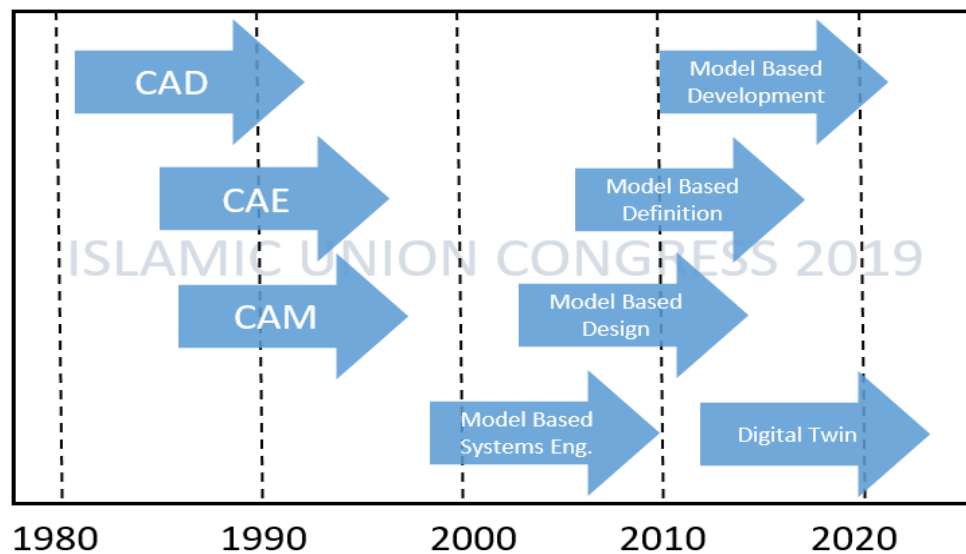 CAD
Model Based
Development
CAE
Model Based
Definition
ISLAMIC UNION CONGRESS 2019
CAM
Model Based
Design
Model Based
Systems Eng.
Digital Twin
1980 1990 2000 2010 2020